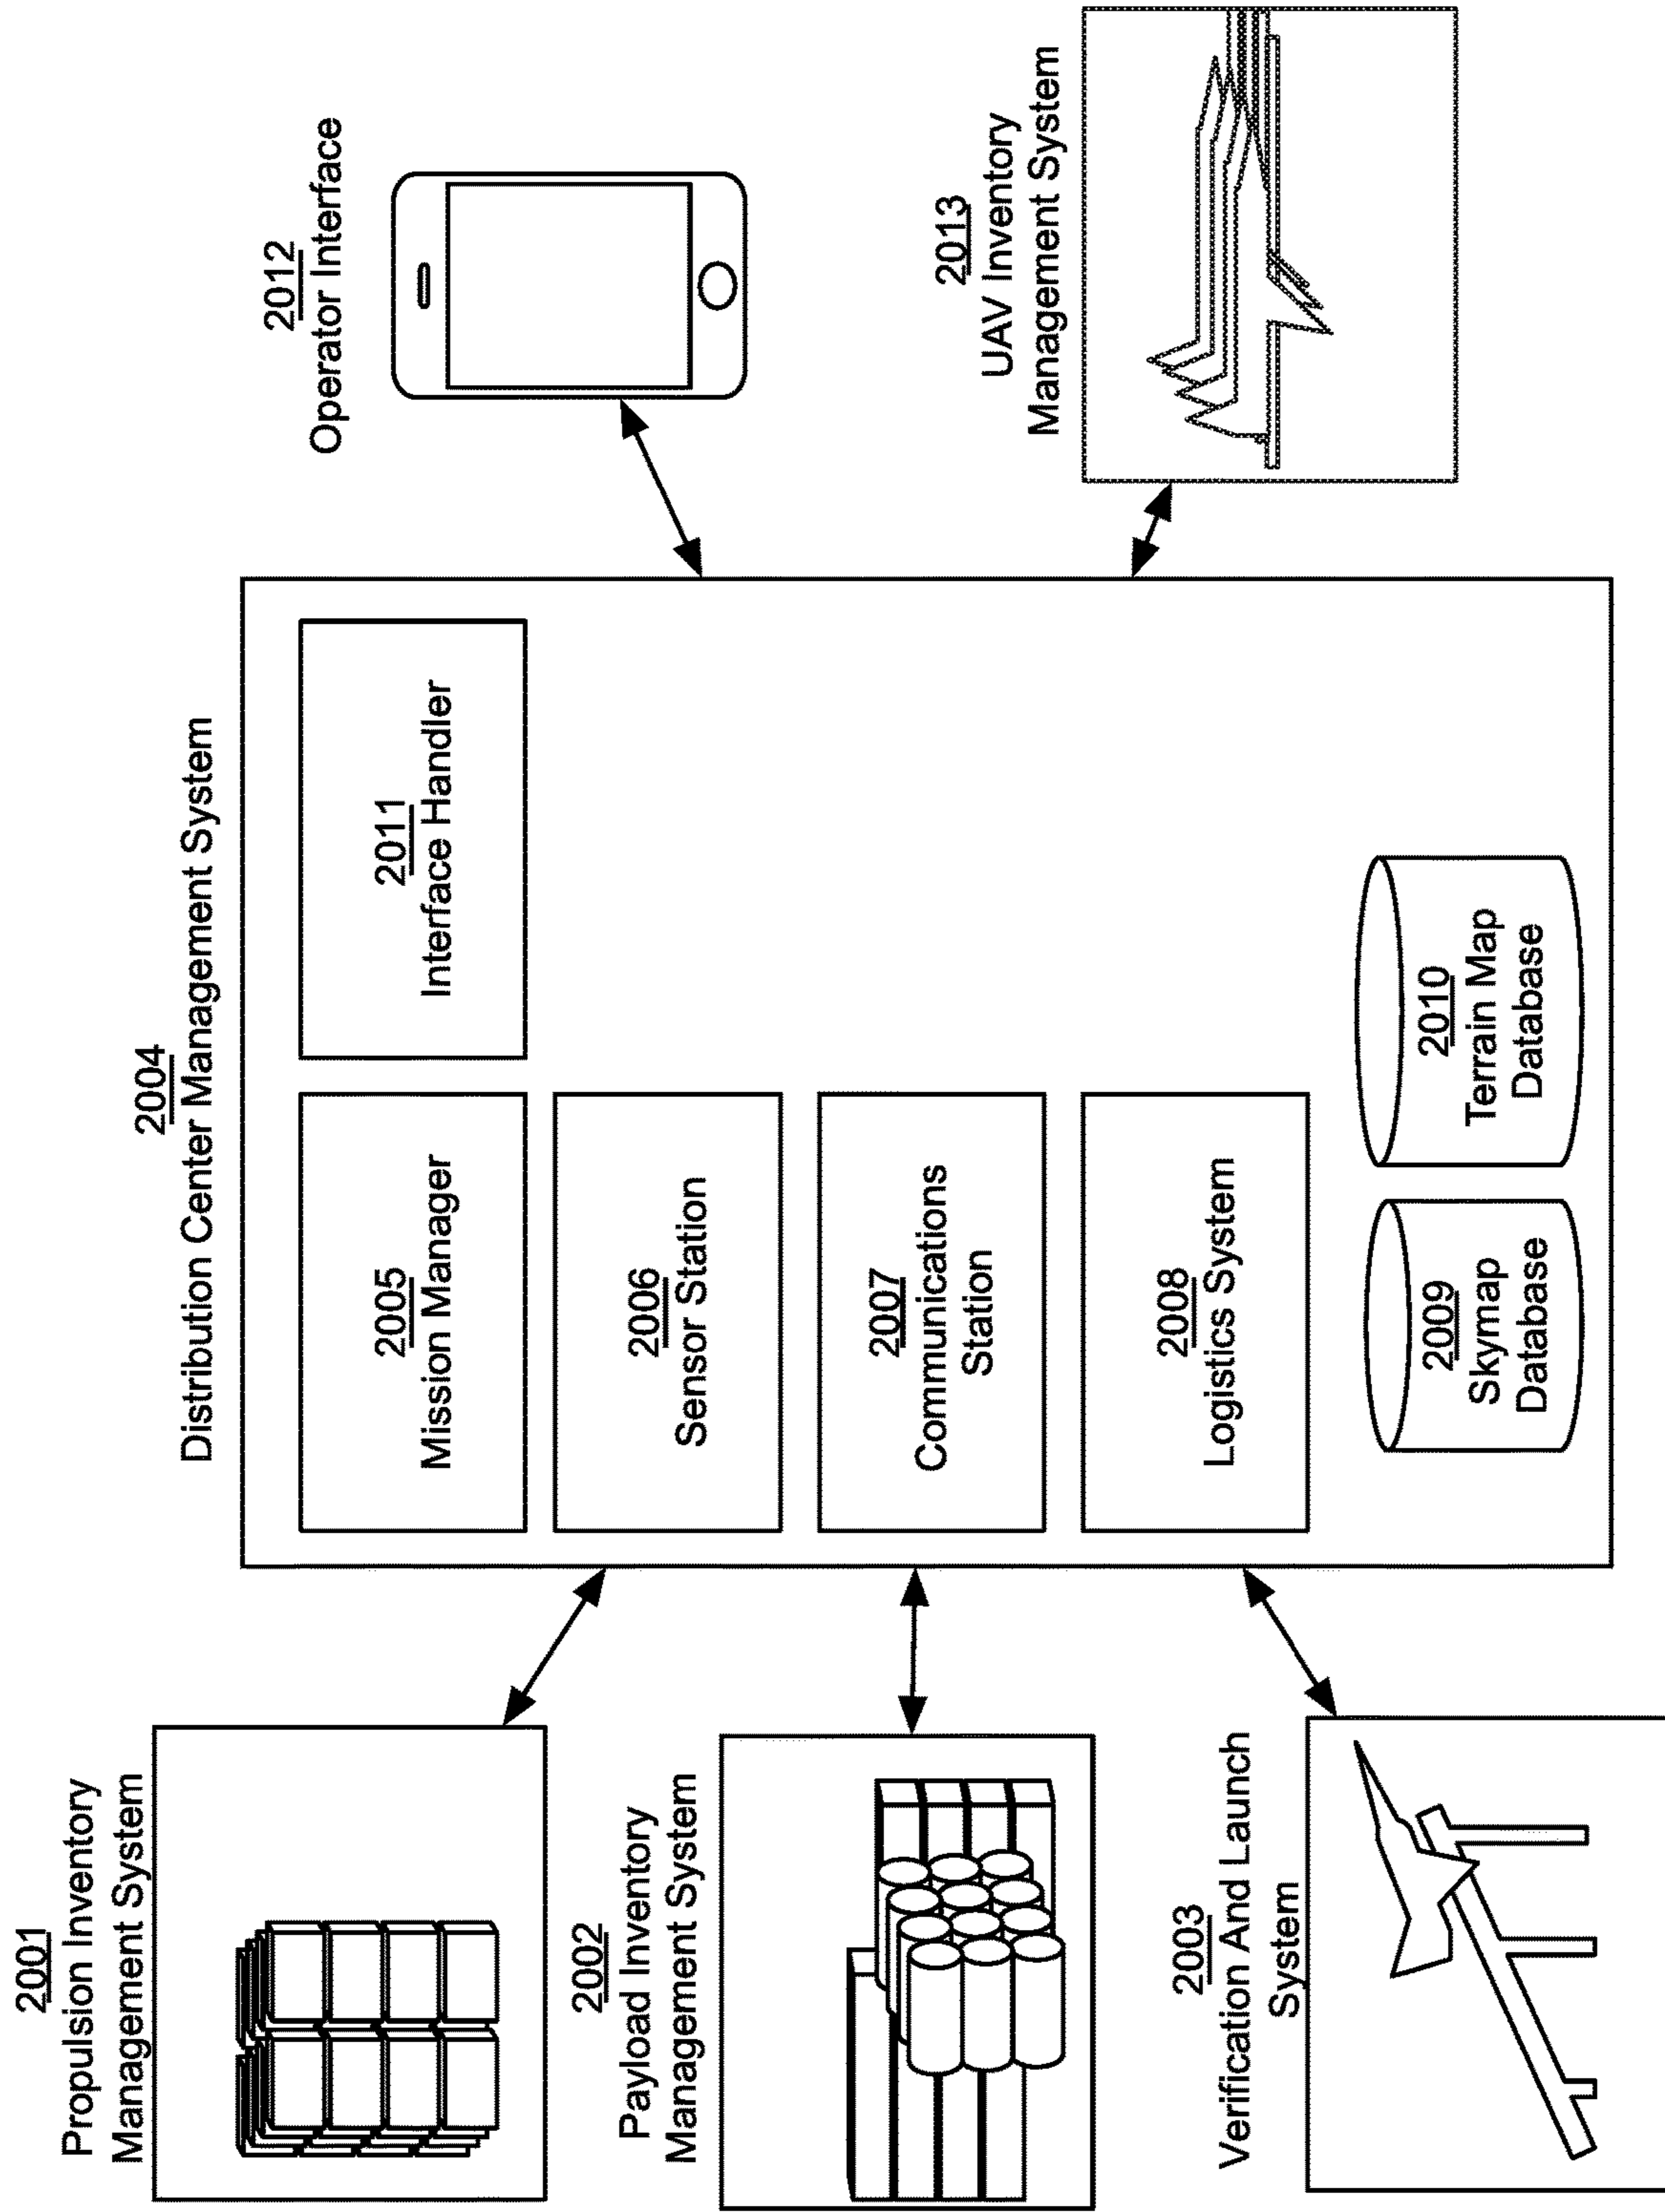 2001
Propulsion Inventory
Management System
2002
Payload Inventory
Management System
2003
Verification And Launch
System
2004
Distribution Center Management System
2005
Mission Manager
2006
Sensor Station
2007
Communications
Station
2008
Logistics System
2009
Skymap
Database
2010
Terrain Map
Database
2011
Interface Handler
2012
Operator Interface
2013
UAV Inventory
Management System